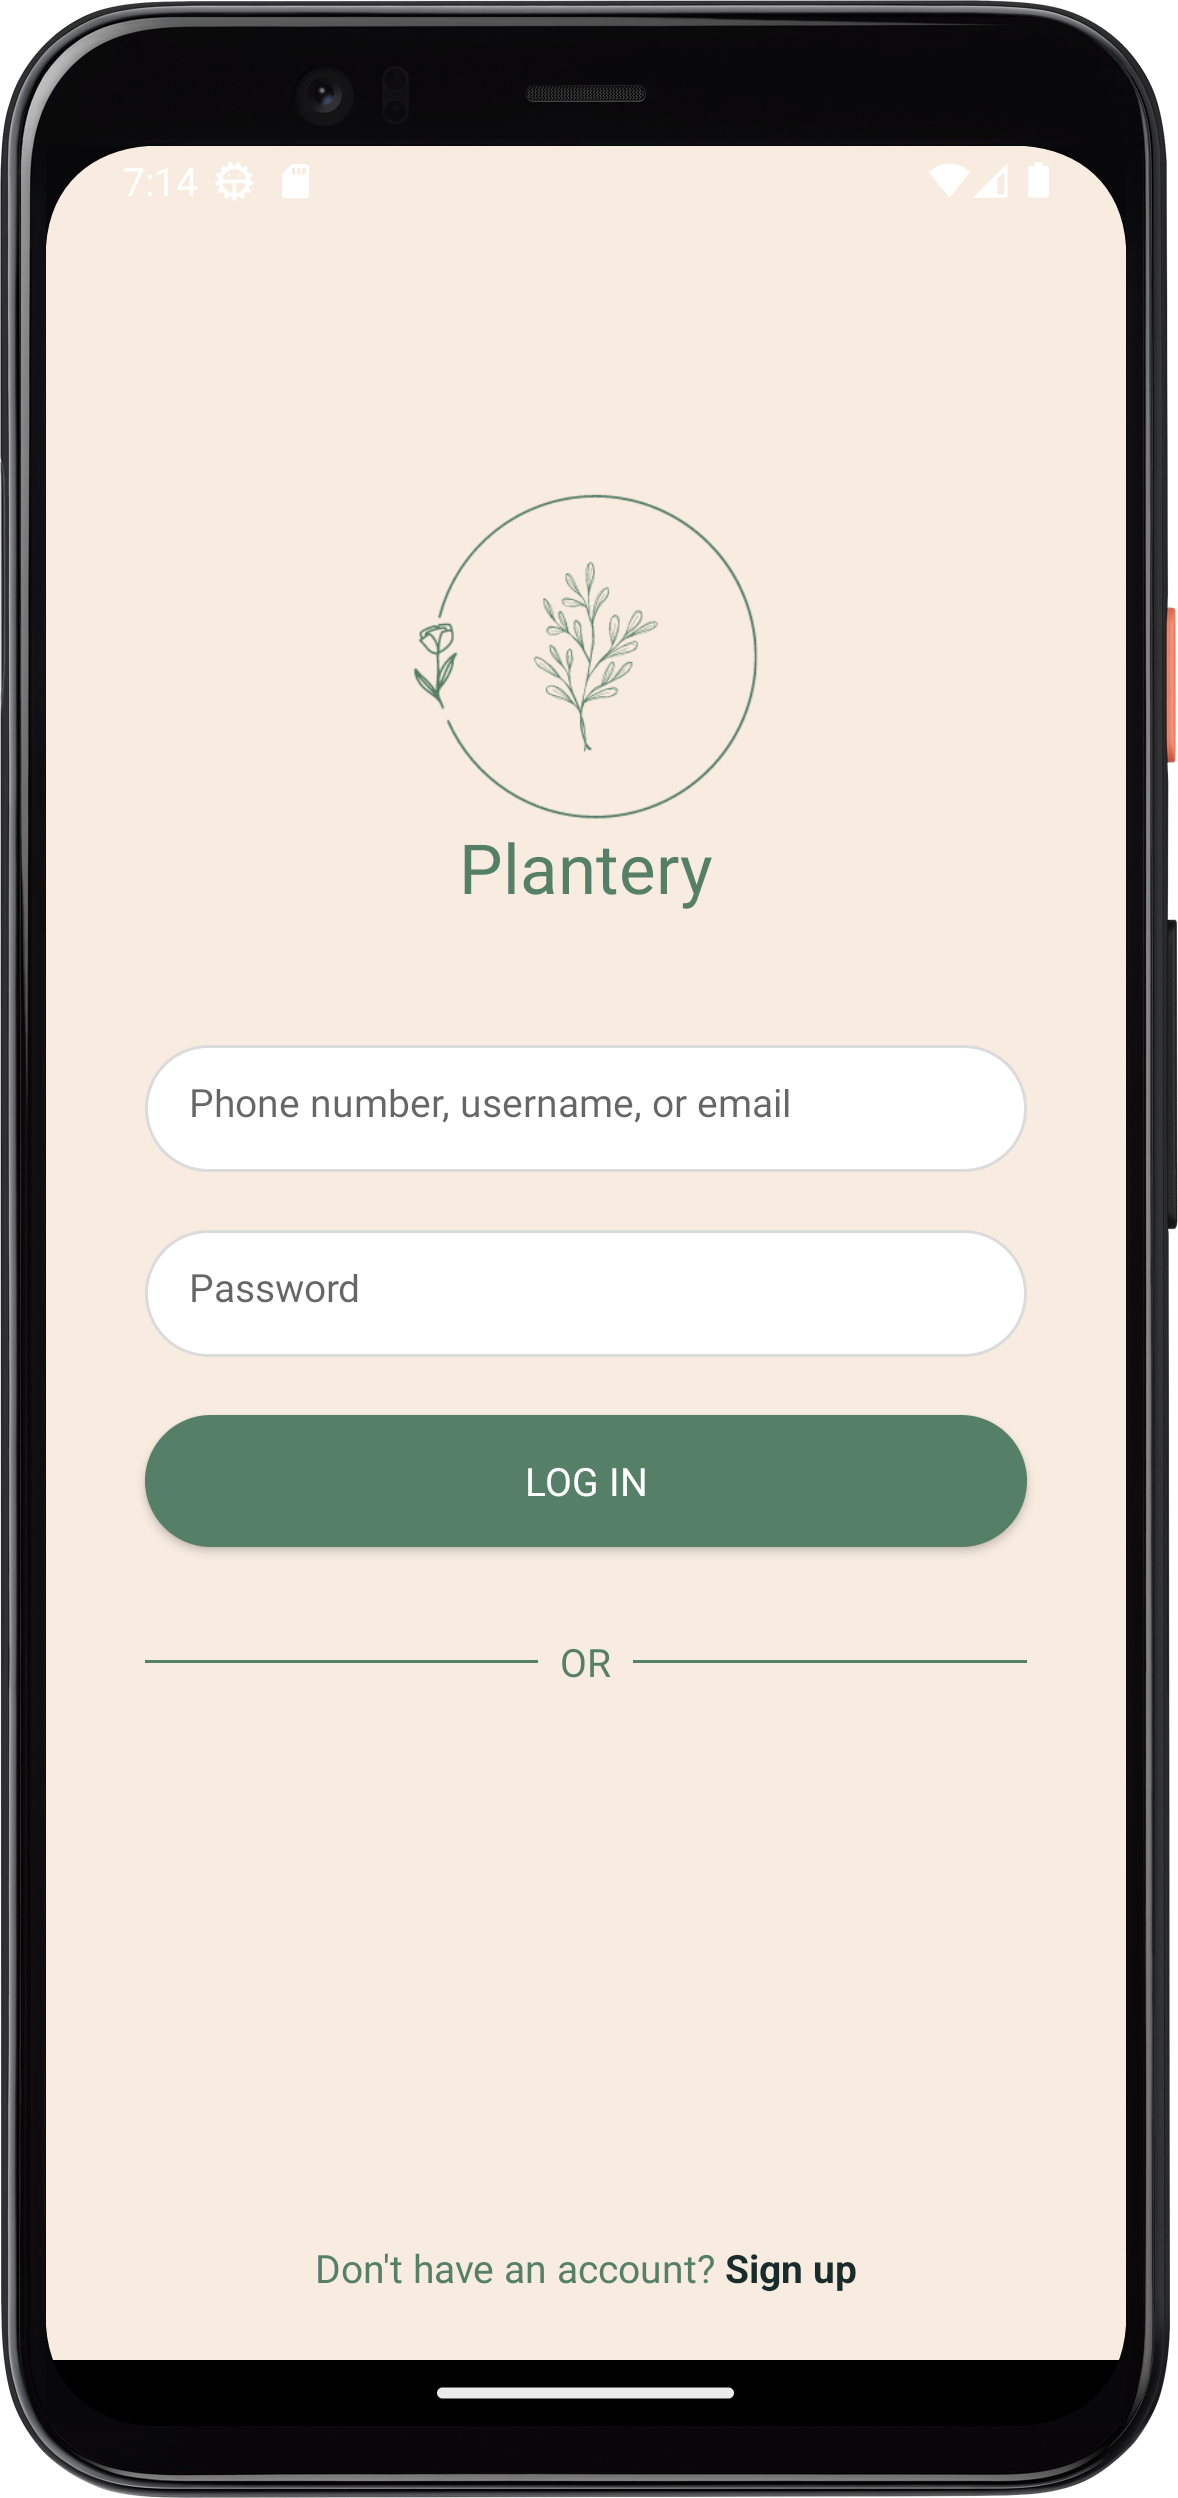 7:14
Plantery
Phone number, username, or email
Password
LOG IN
OR
Don't have an account? Sign up